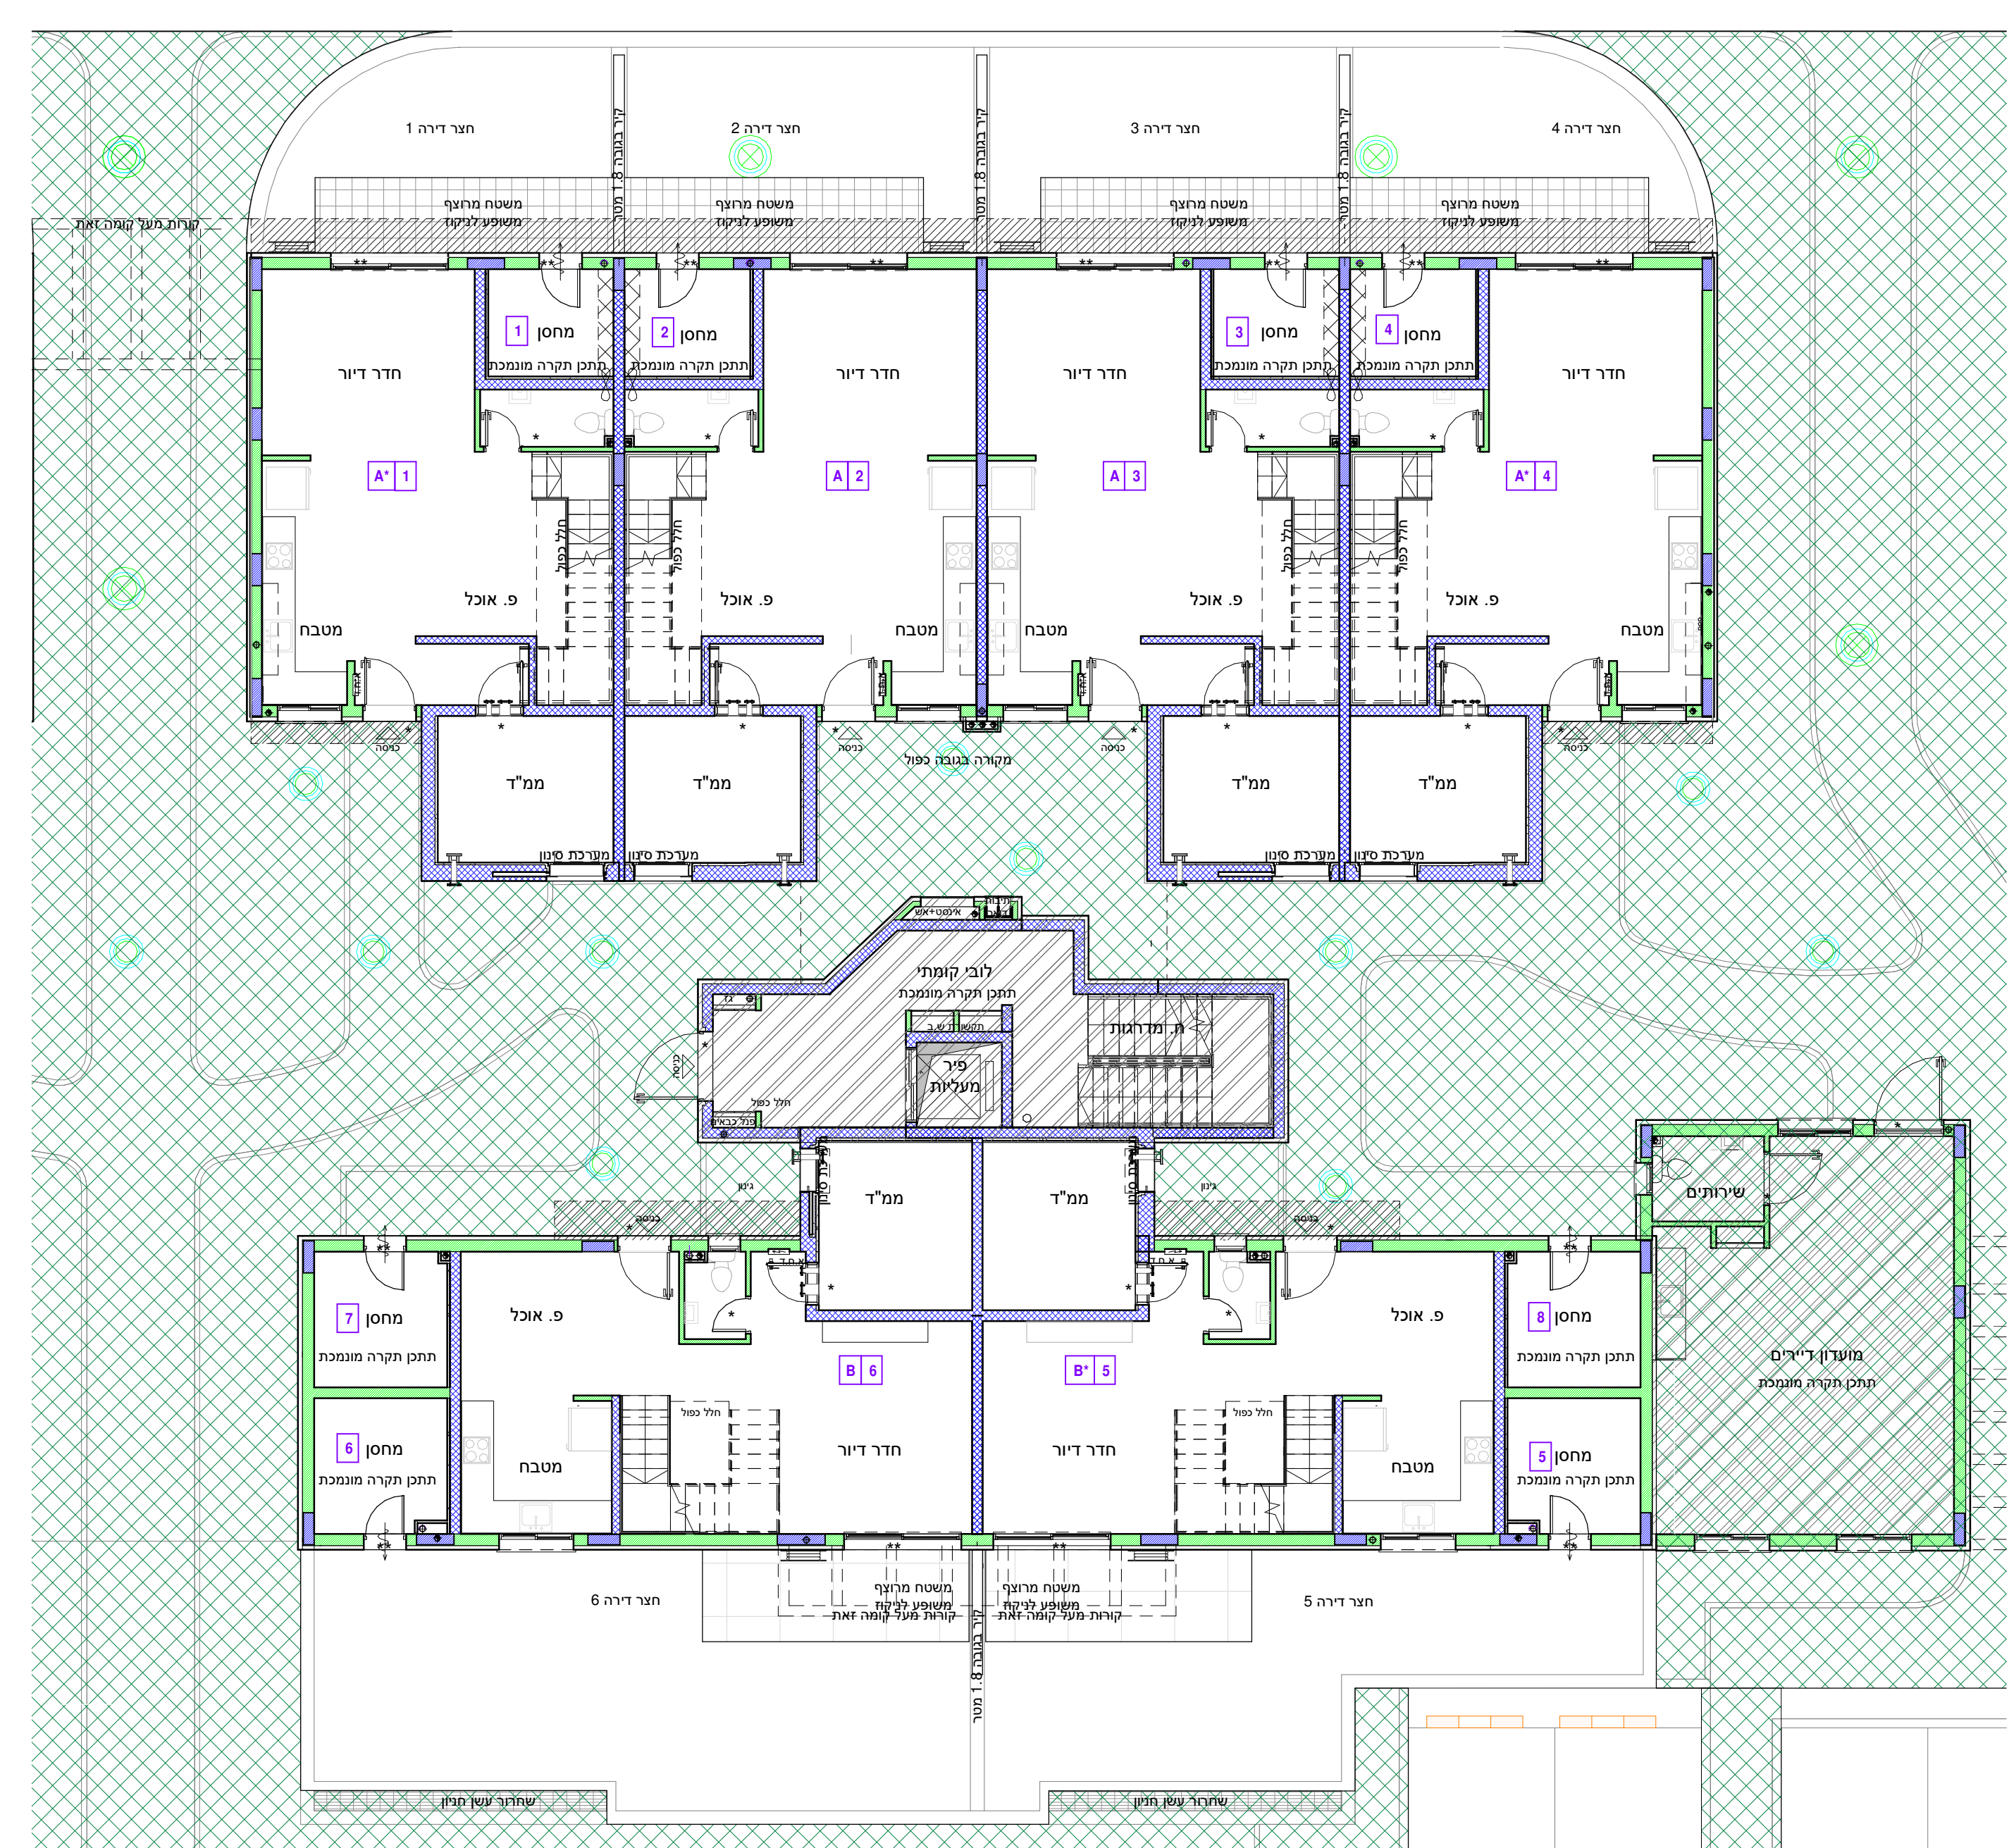 חצר דירה 1
חצר דירה 2
חצר דירה 3
חצר דירה 4
קיר בגובה 1.8 מטר
קיר בגובה 1.8 מטר
קיר בגובה 1.8 מטר
משטח מרוצף
משופע לניקוז
משטח מרוצף
משופע לניקוז
משטח מרוצף
משופע לניקוז
משטח מרוצף
משופע לניקוז
קורות מעל קומה זאת
** ** ** ** ** ** ** **
1 מחסן
תתכן תקרה מונמכת
2 מחסן
תתכן תקרה מונמכת
3 מחסן
תתכן תקרה מונמכת
4 מחסן
תתכן תקרה מונמכת
חדר דיור
חדר דיור
חדר דיור
חדר דיור
* * * *
A* 1
A 2
A 3
A* 4
חלל כפול
חלל כפול
חלל כפול
חלל כפול
פ. אוכל
פ. אוכל
פ. אוכל
פ. אוכל
מטבח
מטבח
מטבח
מטבח
א.ח.ד
א.ח.ד
א.ח.ד
א.ח.ד
* * * * * * * *
כניסה
כניסה
כניסה
כניסה
מקורה בגובה כפול
ממ"ד
ממ"ד
ממ"ד
ממ"ד
מערכת סינון
מערכת סינון
מערכת סינון
מערכת סינון
אינסט+אש
תיבות
דואר
לובי קומתי
תתכן תקרה מונמכת
גז
תקשורת ש.ב
ח. מדרגות
פיר
מעליות
*
כניסה
חלל כפול
פנל כבאים
ממ"ד
ממ"ד
גינון
גינון
כניסה
כניסה
* *
שירותים
*
*
** **
א.ח.ד
א.ח.ד
* * * *
7 מחסן
תתכן תקרה מונמכת
פ. אוכל
פ. אוכל
8 מחסן
תתכן תקרה מונמכת
מועדון דיירים
תתכן תקרה מונמכת
B 6
B* 5
חלל כפול
חלל כפול
6 מחסן
תתכן תקרה מונמכת
מטבח
חדר דיור
חדר דיור
מטבח
5 מחסן
תתכן תקרה מונמכת
** ** ** **
חצר דירה 6
משטח מרוצף
משופע לניקוז
קורות מעל קומה זאת
משטח מרוצף
משופע לניקוז
קורות מעל קומה זאת
חצר דירה 5
קיר בגובה 1.8 מטר
שחרור עשן חניון
שחרור עשן חניון